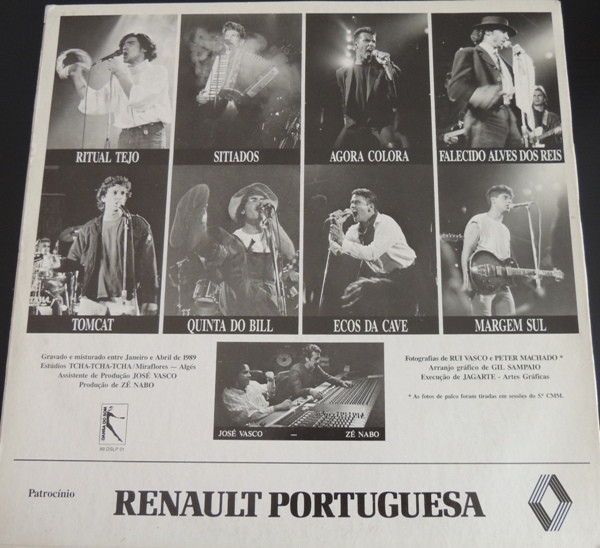 RITUAL TEJO
SITIADOS
AGORA COLORA
FALECIDO ALVES DOS REIS
TOMCAT
QUINTA DO BILL
ECOS DA CAVE
MARGEM SUL
Gravado e misturado entre Janeiro e Abril de 1989
Estúdios TCHA-TCHA-TCHA/Miraflores — Algés
Assistente de Produção JOSÉ VASCO
Produção de ZÉ NABO
DANSA DO SOM
JOSÉ VASCO — ZÉ NABO
Fotografias de RUI VASCO e PETER MACHADO *
Arranjo gráfico de GIL SAMPAIO
Execução de JAGARTE - Artes Gráficas
* As fotos de palco foram tiradas em sessões do 5.º CMM.
Patrocínio
RENAULT PORTUGUESA